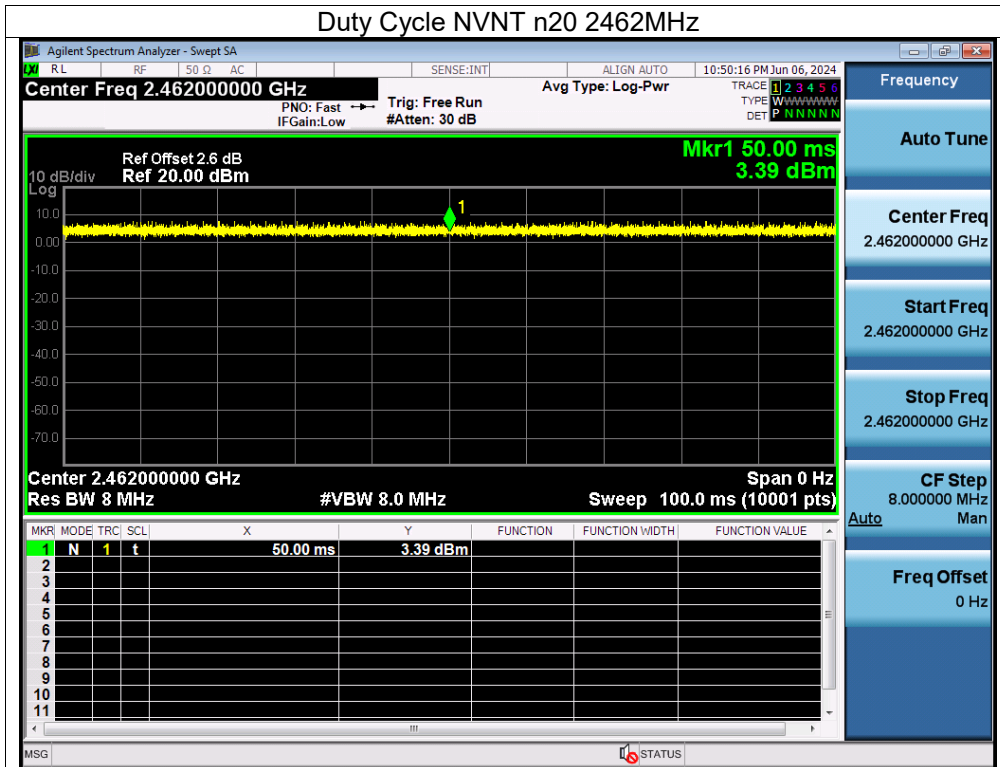 Duty Cycle NVNT n20 2462MHz
Agilent Spectrum Analyzer - Swept SA
LXI RL RF 50 Ω AC SENSE:INT ALIGN AUTO 10:50:16 PM Jun 06, 2024
Center Freq 2.462000000 GHz
PNO: Fast
IFGain:Low
Trig: Free Run
#Atten: 30 dB
Avg Type: Log-Pwr
TRACE 1 2 3 4 5 6
TYPE WWWWWW
DET P N N N N N
Mkr1 50.00 ms
3.39 dBm
Ref Offset 2.6 dB
10 dB/div Ref 20.00 dBm
Log
10.0
0.00
-10.0
-20.0
-30.0
-40.0
-50.0
-60.0
-70.0
1
Center 2.462000000 GHz Span 0 Hz
Res BW 8 MHz #VBW 8.0 MHz Sweep 100.0 ms (10001 pts)
MKR MODE TRC SCL X Y FUNCTION FUNCTION WIDTH FUNCTION VALUE
1 N 1 t 50.00 ms 3.39 dBm
2
3
4
5
6
7
8
9
10
11
MSG STATUS
Frequency
Auto Tune
Center Freq
2.462000000 GHz
Start Freq
2.462000000 GHz
Stop Freq
2.462000000 GHz
CF Step
8.000000 MHz
Auto Man
Freq Offset
0 Hz